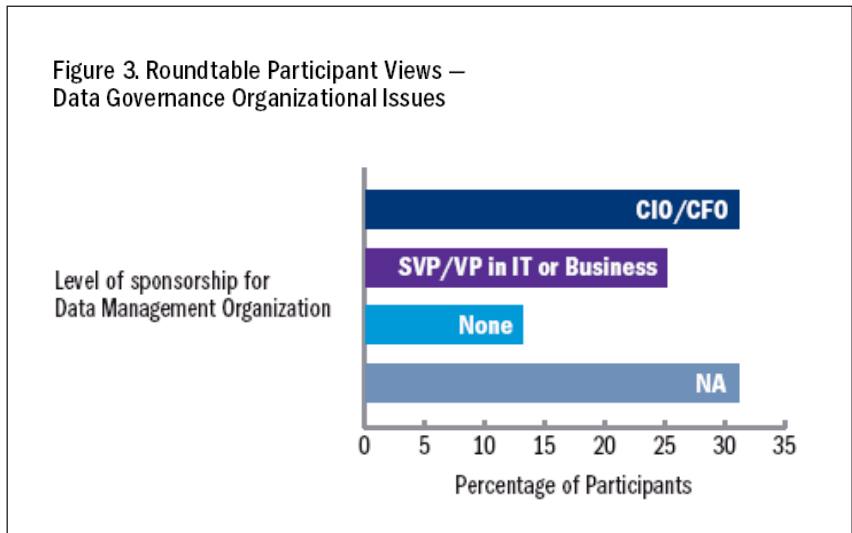 Figure 3. Roundtable Participant Views —
Data Governance Organizational Issues
CIO/CFO
SVP/VP in IT or Business
Level of sponsorship for
Data Management Organization
None
NA
0 5 10 15 20 25 30 35
Percentage of Participants